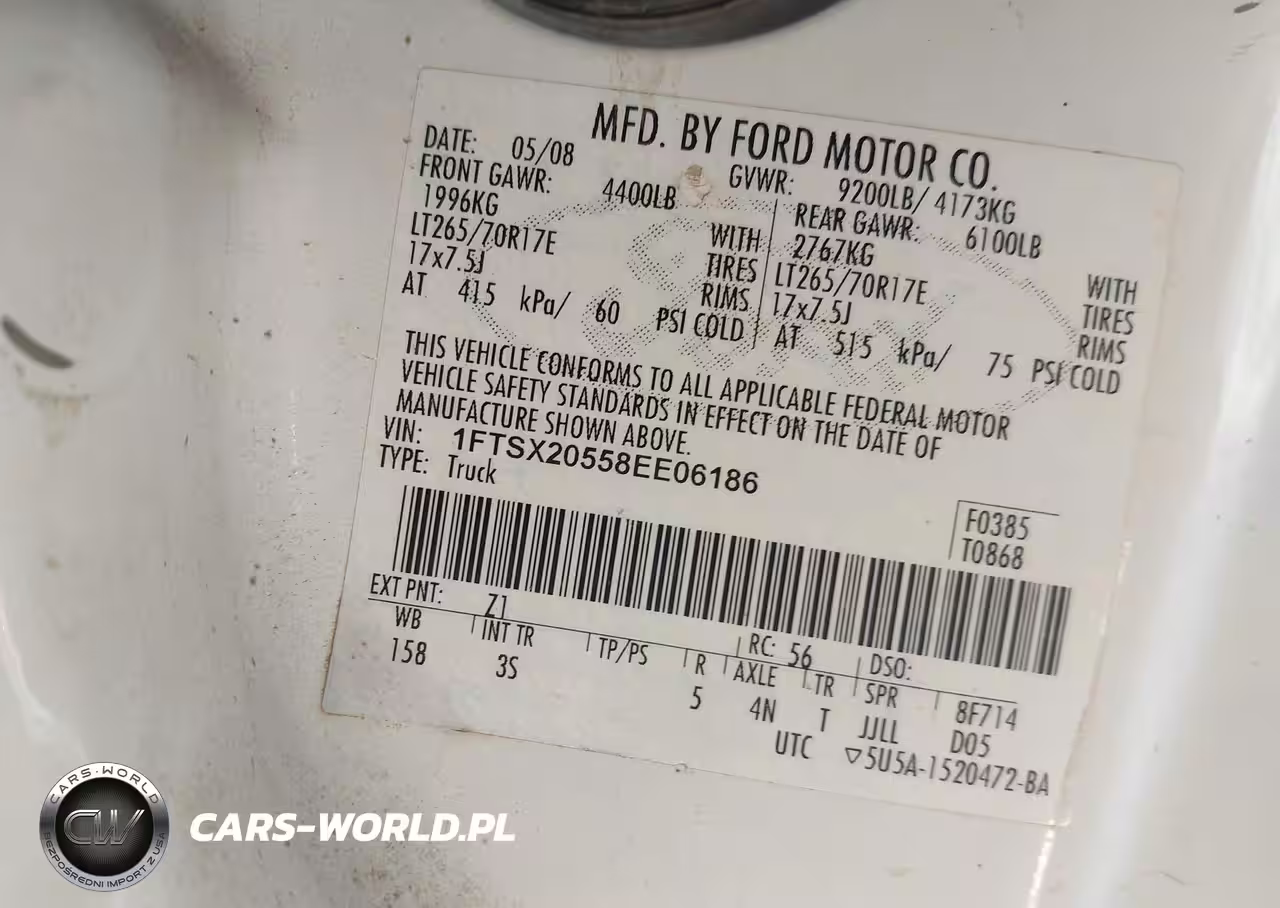 MFD. BY FORD MOTOR CO.
DATE: 05/08 GVWR: 9200LB/ 4173KG
FRONT GAWR: 4400LB REAR GAWR: 6100LB
1996KG WITH 2767KG WITH
LT265/70R17E TIRES LT265/70R17E TIRES
17x7.5J RIMS 17x7.5J RIMS
AT 415 kPa/ 60 PSI COLD AT 515 kPa/ 75 PSI COLD
THIS VEHICLE CONFORMS TO ALL APPLICABLE FEDERAL MOTOR
VEHICLE SAFETY STANDARDS IN EFFECT ON THE DATE OF
MANUFACTURE SHOWN ABOVE.
VIN: 1FTSX20558EE06186
TYPE: Truck
F0385
T0868
EXT PNT: Z1 RC: 56 DSO:
WB INT TR TP/PS R AXLE TR SPR 8F714
158 3S 5 4N T JJLL D05
UTC ▽5U5A-1520472-BA
CARS-WORLD
CW
BEZPOŚREDNI IMPORT Z USA
CARS-WORLD.PL